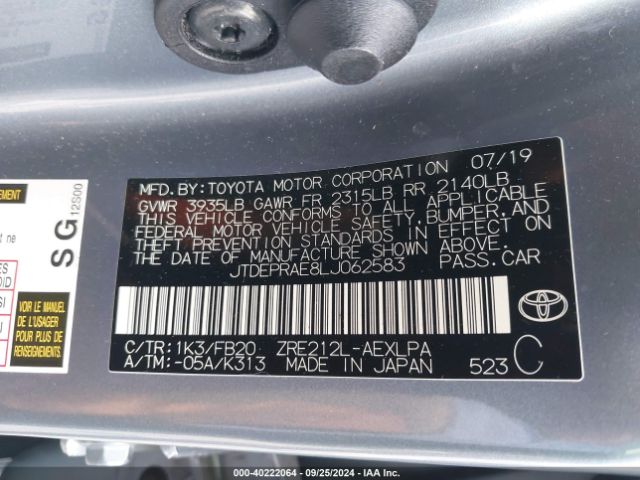 MFD.BY:TOYOTA MOTOR CORPORATION 07/19
GVWR 3935LB GAWR FR 2315LB RR 2140LB
THIS VEHICLE CONFORMS TO ALL APPLICABLE
FEDERAL MOTOR VEHICLE SAFETY,BUMPER,AND
THEFT PREVENTION STANDARDS IN EFFECT ON
THE DATE OF MANUFACTURE SHOWN ABOVE.
JTDEPRAE8LJ062583 PASS.CAR
C/TR:1K3/FB20 ZRE212L-AEXLPA
A/TM:-05A/K313 MADE IN JAPAN 523 C
TOYOTA
SG 12S00
t ne
VOIR LE MANUEL
DE L'USAGER
POUR PLUS DE
RENSEIGNEMENTS.
000-40222064 - 09/25/2024 - IAA Inc.